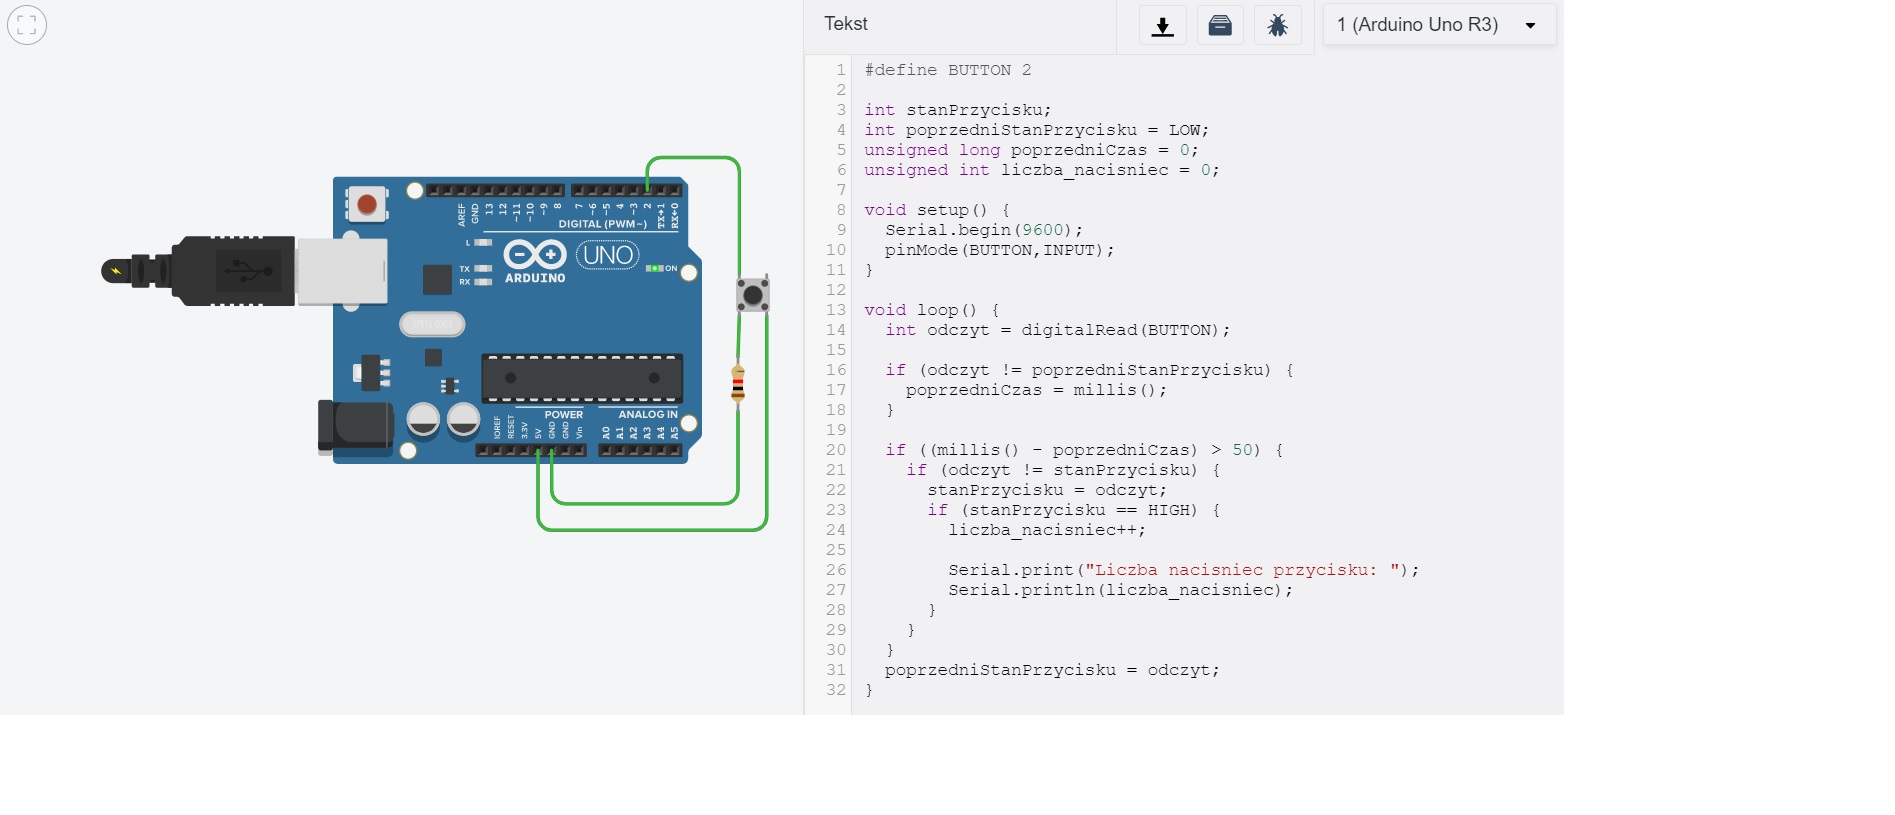 Tekst
1 (Arduino Uno R3)
AREF
GND
13
12
~11
~10
~9
8
7
~6
~5
4
~3
2
TX→1
RX←0
DIGITAL (PWM~)
L
TX
RX
ARDUINO
UNO
ON
POWER
ANALOG IN
IOREF
RESET
3.3V
5V
GND
GND
Vin
A0
A1
A2
A3
A4
A5
1 #define BUTTON 2
2
3 int stanPrzycisku;
4 int poprzedniStanPrzycisku = LOW;
5 unsigned long poprzedniCzas = 0;
6 unsigned int liczba_nacisniec = 0;
7
8 void setup() {
9 Serial.begin(9600);
10 pinMode(BUTTON,INPUT);
11 }
12
13 void loop() {
14 int odczyt = digitalRead(BUTTON);
15
16 if (odczyt != poprzedniStanPrzycisku) {
17 poprzedniCzas = millis();
18 }
19
20 if ((millis() - poprzedniCzas) > 50) {
21 if (odczyt != stanPrzycisku) {
22 stanPrzycisku = odczyt;
23 if (stanPrzycisku == HIGH) {
24 liczba_nacisniec++;
25
26 Serial.print("Liczba nacisniec przycisku: ");
27 Serial.println(liczba_nacisniec);
28 }
29 }
30 }
31 poprzedniStanPrzycisku = odczyt;
32 }